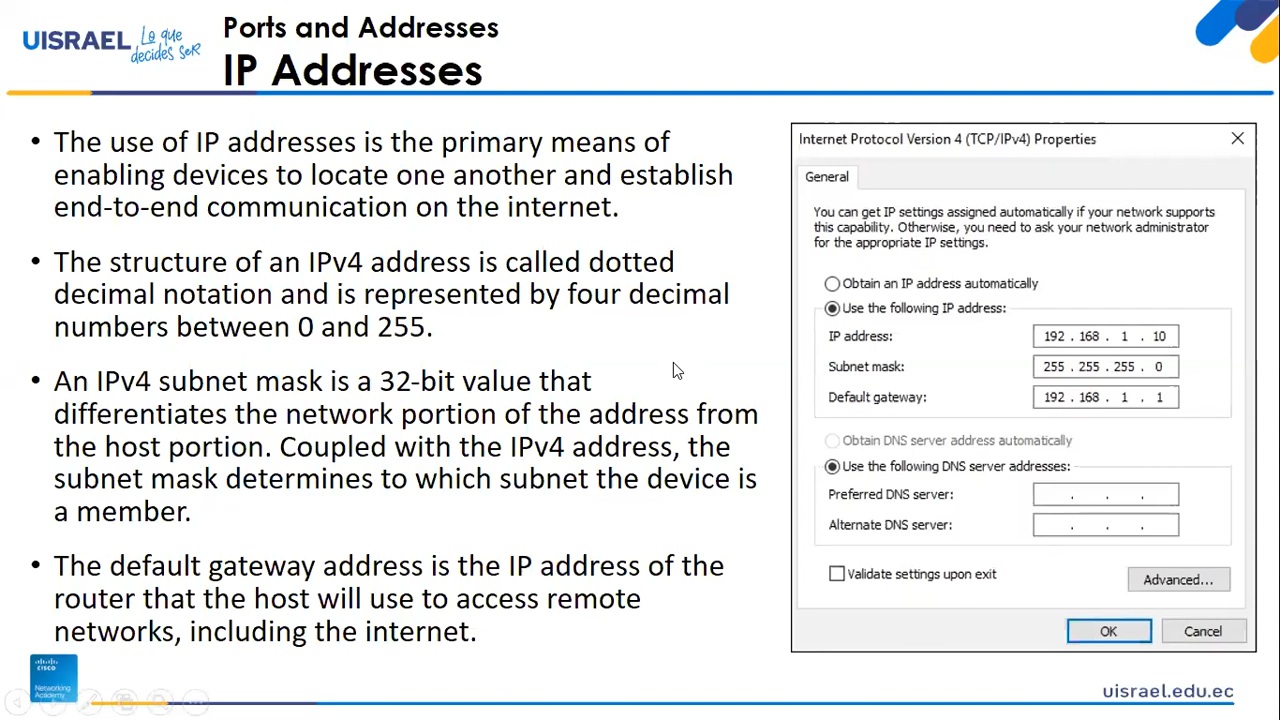 UISRAEL
Lo que
decides seR
Ports and Addresses
IP Addresses
• The use of IP addresses is the primary means of
enabling devices to locate one another and establish
end-to-end communication on the internet.
• The structure of an IPv4 address is called dotted
decimal notation and is represented by four decimal
numbers between 0 and 255.
• An IPv4 subnet mask is a 32-bit value that
differentiates the network portion of the address from
the host portion. Coupled with the IPv4 address, the
subnet mask determines to which subnet the device is
a member.
• The default gateway address is the IP address of the
router that the host will use to access remote
networks, including the internet.
Internet Protocol Version 4 (TCP/IPv4) Properties
General
You can get IP settings assigned automatically if your network supports
this capability. Otherwise, you need to ask your network administrator
for the appropriate IP settings.
Obtain an IP address automatically
Use the following IP address:
IP address: 192 . 168 . 1 . 10
Subnet mask: 255 . 255 . 255 . 0
Default gateway: 192 . 168 . 1 . 1
Obtain DNS server address automatically
Use the following DNS server addresses:
Preferred DNS server: . . .
Alternate DNS server: . . .
Validate settings upon exit
Advanced...
OK Cancel
cisco
Networking
Academy
uisrael.edu.ec